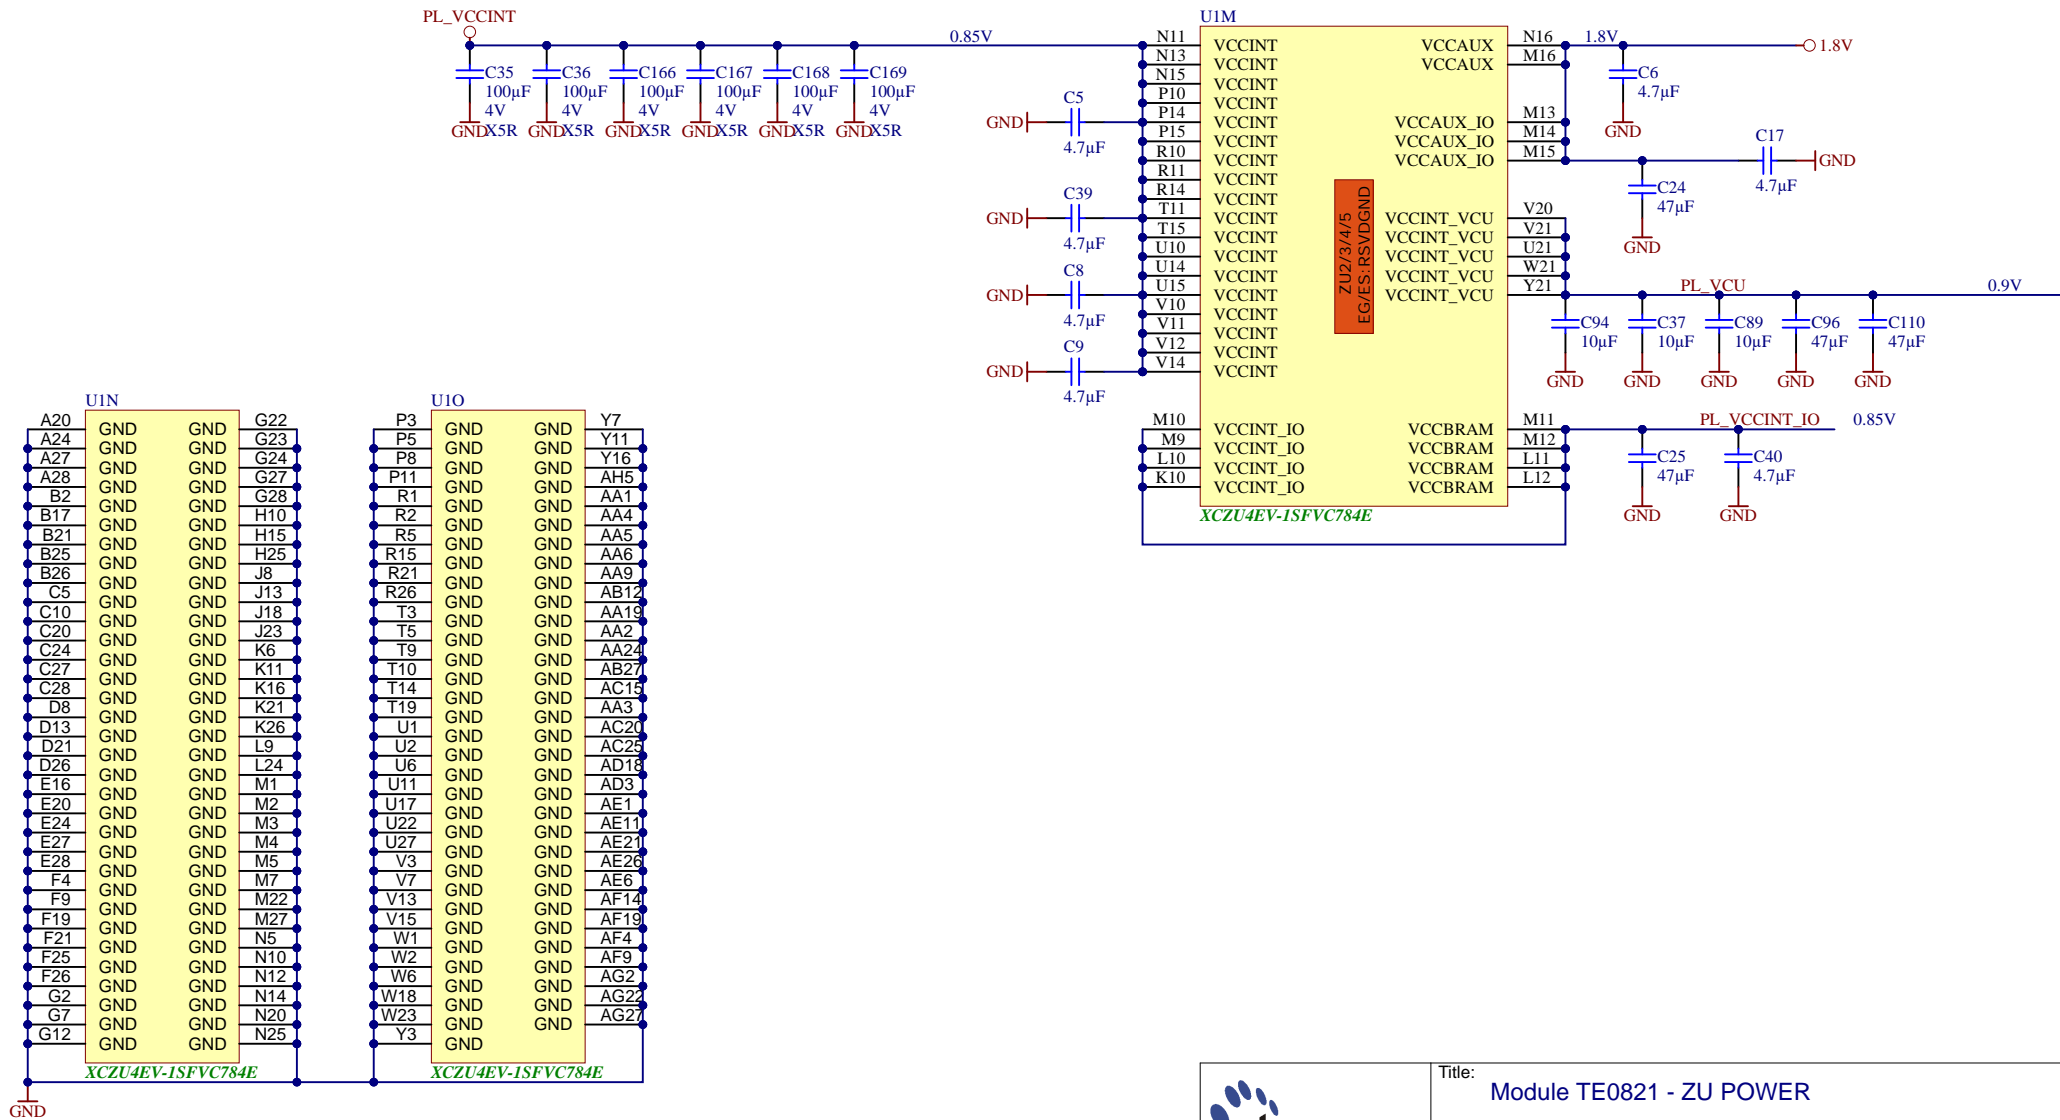 PL_VCCINT
0.85V
C35 C36 C166 C167 C168 C169
100µF 100µF 100µF 100µF 100µF 100µF
4V 4V 4V 4V 4V 4V
X5R X5R X5R X5R X5R X5R
GND GND GND GND GND GND
U1M
N11 VCCINT VCCAUX N16 1.8V 1.8V
N13 VCCINT VCCAUX M16
C6
4.7µF
GND
N15 VCCINT
P10 VCCINT
GND C5 4.7µF
P14 VCCINT VCCAUX_IO M13
P15 VCCINT VCCAUX_IO M14
R10 VCCINT VCCAUX_IO M15
C17
4.7µF
GND
C24
47µF
GND
R11 VCCINT
R14 VCCINT
GND C39 4.7µF
T11 VCCINT VCCINT_VCU V20
T15 VCCINT VCCINT_VCU V21
U10 VCCINT VCCINT_VCU U21
U14 VCCINT VCCINT_VCU W21
GND C8 4.7µF
U15 VCCINT VCCINT_VCU Y21 PL_VCU 0.9V
V10 VCCINT
V11 VCCINT
V12 VCCINT
GND C9 4.7µF
V14 VCCINT
ZU2/3/4/5
EG/ES: RSVDGND
C94 C37 C89 C96 C110
10µF 10µF 10µF 47µF 47µF
GND GND GND GND GND
M10 VCCINT_IO VCCBRAM M11 PL_VCCINT_IO 0.85V
M9 VCCINT_IO VCCBRAM M12
L10 VCCINT_IO VCCBRAM L11
K10 VCCINT_IO VCCBRAM L12
C25 C40
47µF 4.7µF
GND GND
XCZU4EV-1SFVC784E
U1N
A20 GND GND G22
A24 GND GND G23
A27 GND GND G24
A28 GND GND G27
B2 GND GND G28
B17 GND GND H10
B21 GND GND H15
B25 GND GND H25
B26 GND GND J8
C5 GND GND J13
C10 GND GND J18
C20 GND GND J23
C24 GND GND K6
C27 GND GND K11
C28 GND GND K16
D8 GND GND K21
D13 GND GND K26
D21 GND GND L9
D26 GND GND L24
E16 GND GND M1
E20 GND GND M2
E24 GND GND M3
E27 GND GND M4
E28 GND GND M5
F4 GND GND M7
F9 GND GND M22
F19 GND GND M27
F21 GND GND N5
F25 GND GND N10
F26 GND GND N12
G2 GND GND N14
G7 GND GND N20
G12 GND GND N25
XCZU4EV-1SFVC784E
GND
U1O
P3 GND GND Y7
P5 GND GND Y11
P8 GND GND Y16
P11 GND GND AH5
R1 GND GND AA1
R2 GND GND AA4
R5 GND GND AA5
R15 GND GND AA6
R21 GND GND AA9
R26 GND GND AB12
T3 GND GND AA19
T5 GND GND AA2
T9 GND GND AA24
T10 GND GND AB27
T14 GND GND AC15
T19 GND GND AA3
U1 GND GND AC20
U2 GND GND AC25
U6 GND GND AD18
U11 GND GND AD3
U17 GND GND AE1
U22 GND GND AE11
U27 GND GND AE21
V3 GND GND AE26
V7 GND GND AE6
V13 GND GND AF14
V15 GND GND AF19
W1 GND GND AF4
W2 GND GND AF9
W6 GND GND AG2
W18 GND GND AG22
W23 GND GND AG27
Y3 GND
XCZU4EV-1SFVC784E
Title:
Module TE0821 - ZU POWER